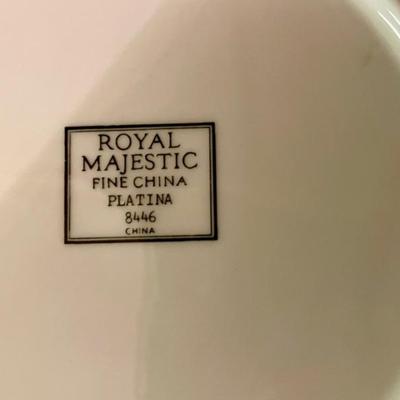 ROYAL
MAJESTIC
FINE CHINA
PLATINA
8446
CHINA